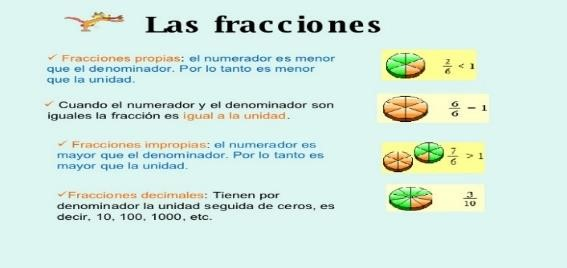 Las fracciones
✓ Fracciones propias: el numerador es menor
que el denominador. Por lo tanto es menor
que la unidad.
2/6 < 1
✓ Cuando el numerador y el denominador son
iguales la fracción es igual a la unidad.
6/6 = 1
✓ Fracciones impropias: el numerador es
mayor que el denominador. Por lo tanto es
mayor que la unidad.
7/6 > 1
✓Fracciones decimales: Tienen por
denominador la unidad seguida de ceros, es
decir, 10, 100, 1000, etc.
3/10